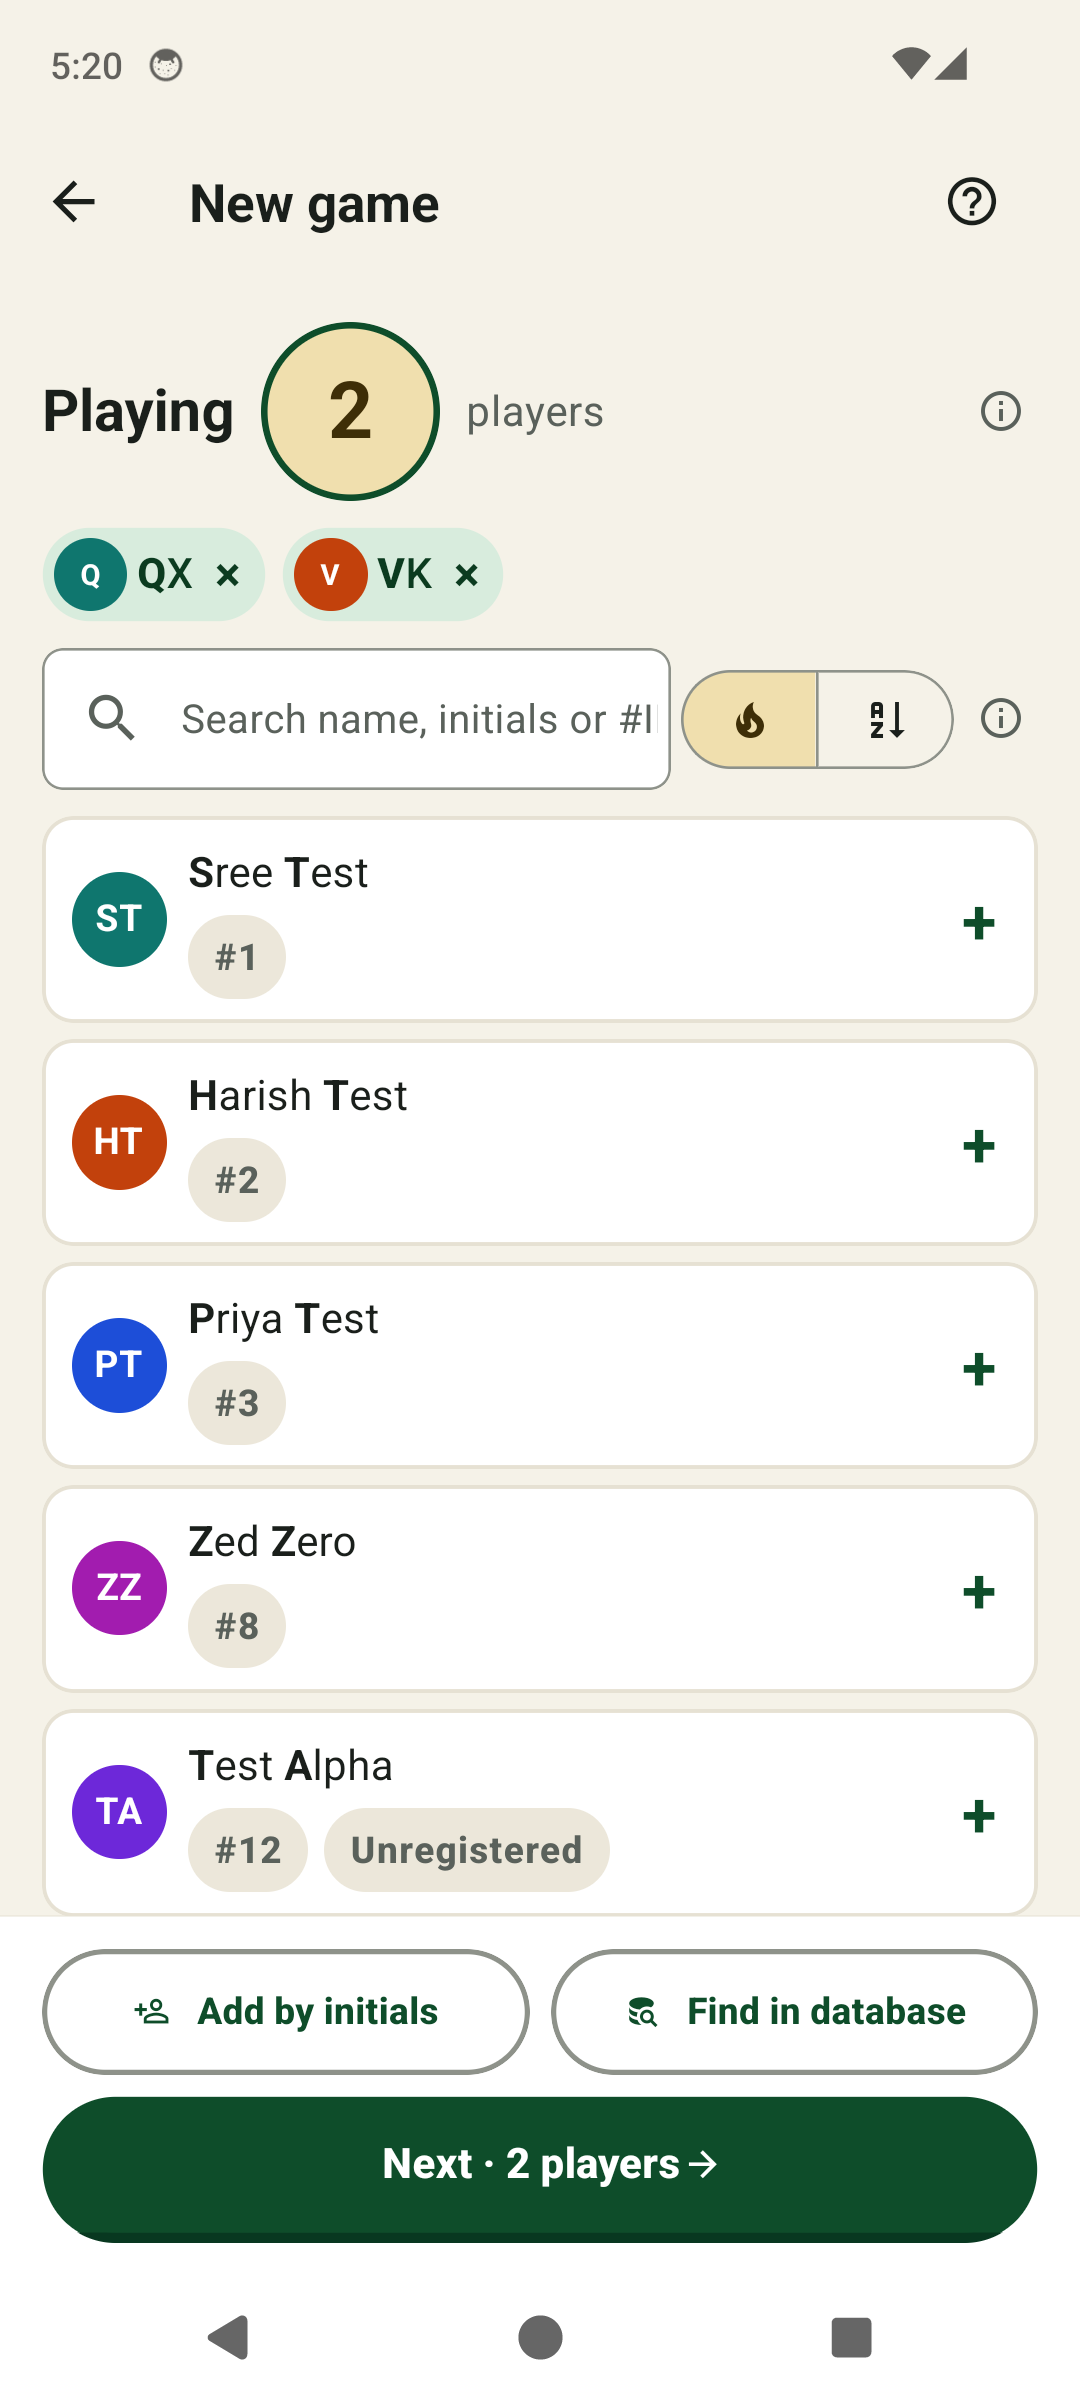 5:20
New game
Playing 2 players
Q QX × V VK ×
Search name, initials or #I
A
Z
ST Sree Test
#1
+
HT Harish Test
#2
+
PT Priya Test
#3
+
ZZ Zed Zero
#8
+
TA Test Alpha
#12 Unregistered
+
Add by initials
Find in database
Next · 2 players→